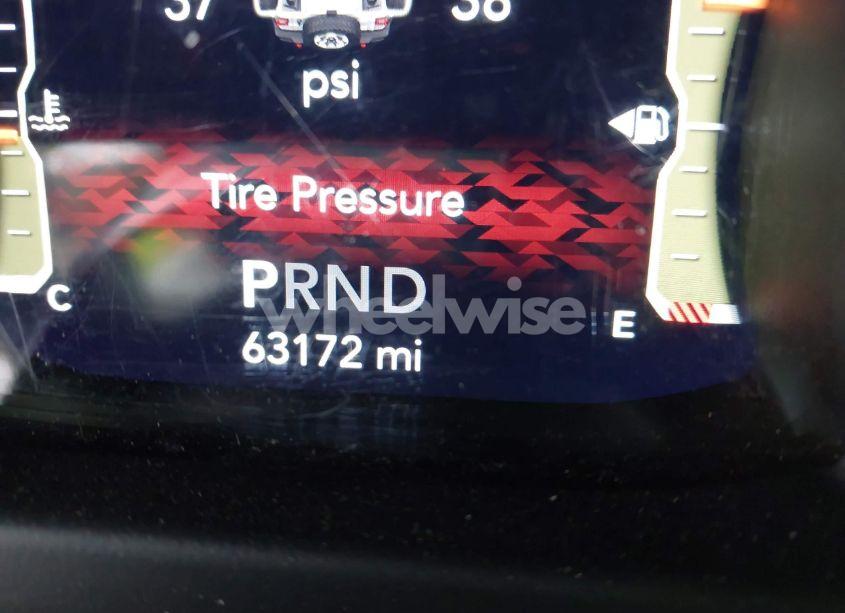 37 38
psi
Tire Pressure
PRND
wheelwise
C E
63172 mi